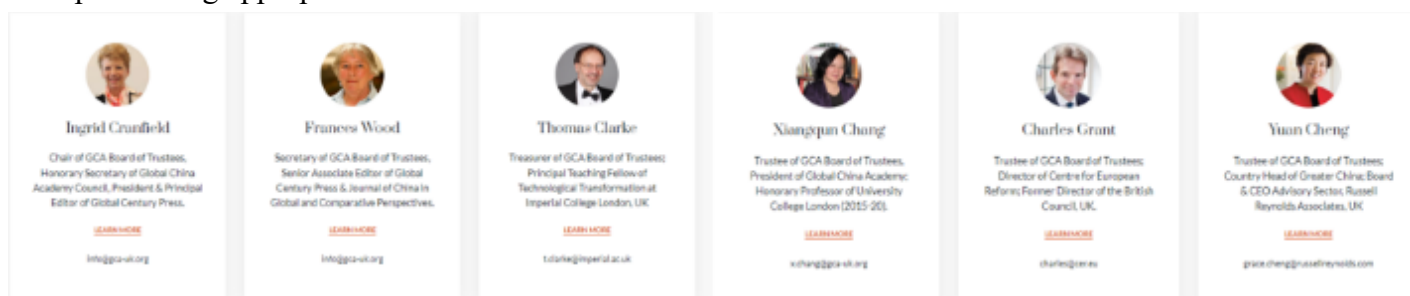 Ingrid Cranfield
Chair of GCA Board of Trustees,
Honorary Secretary of Global China
Academy Council, President & Principal
Editor of Global Century Press.
LEARN MORE
info@gca-uk.org
Frances Wood
Secretary of GCA Board of Trustees,
Senior Associate Editor of Global
Century Press & Journal of China in
Global and Comparative Perspectives.
LEARN MORE
info@gca-uk.org
Thomas Clarke
Treasurer of GCA Board of Trustees;
Principal Teaching Fellow of
Technological Transformation at
Imperial College London, UK
LEARN MORE
t.clarke@imperial.ac.uk
Xiangqun Chang
Trustee of GCA Board of Trustees,
President of Global China Academy;
Honorary Professor of University
College London (2015-20).
LEARN MORE
x.chang@gca-uk.org
Charles Grant
Trustee of GCA Board of Trustees;
Director of Centre for European
Reform; Former Director of the British
Council, UK.
LEARN MORE
charles@cer.eu
Yuan Cheng
Trustee of GCA Board of Trustees;
Country Head of Greater China; Board
& CEO Advisory Sector, Russell
Reynolds Associates, UK
LEARN MORE
grace.cheng@russellreynolds.com